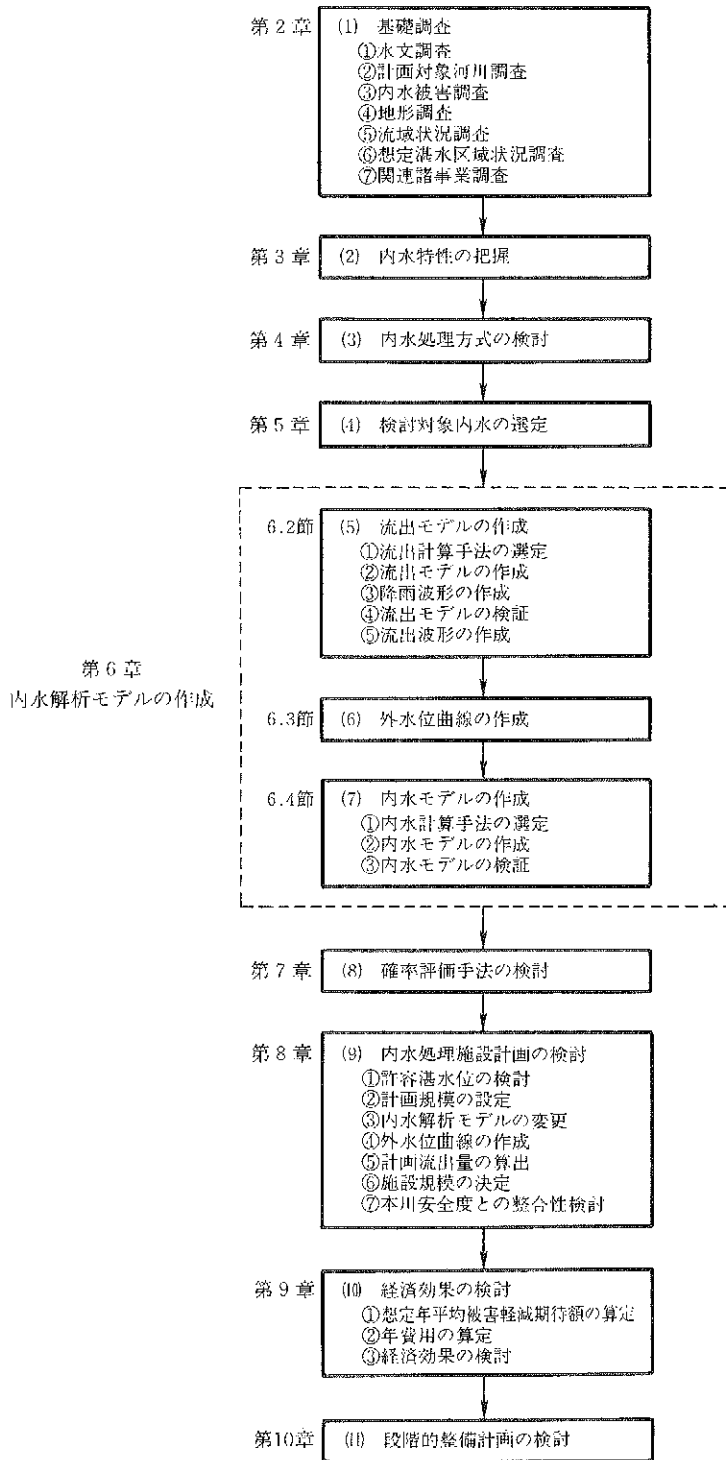 第2章 (1) 基礎調査
①水文調査
②計画対象河川調査
③内水被害調査
④地形調査
⑤流域状況調査
⑥想定湛水区域状況調査
⑦関連諸事業調査
第3章 (2) 内水特性の把握
第4章 (3) 内水処理方式の検討
第5章 (4) 検討対象内水の選定
第6章
内水解析モデルの作成
6.2節 (5) 流出モデルの作成
①流出計算手法の選定
②流出モデルの作成
③降雨波形の作成
④流出モデルの検証
⑤流出波形の作成
6.3節 (6) 外水位曲線の作成
6.4節 (7) 内水モデルの作成
①内水計算手法の選定
②内水モデルの作成
③内水モデルの検証
第7章 (8) 確率評価手法の検討
第8章 (9) 内水処理施設計画の検討
①許容湛水位の検討
②計画規模の設定
③内水解析モデルの変更
④外水位曲線の作成
⑤計画流出量の算出
⑥施設規模の決定
⑦本川安全度との整合性検討
第9章 (10) 経済効果の検討
①想定年平均被害軽減期待額の算定
②年費用の算定
③経済効果の検討
第10章 (11) 段階的整備計画の検討